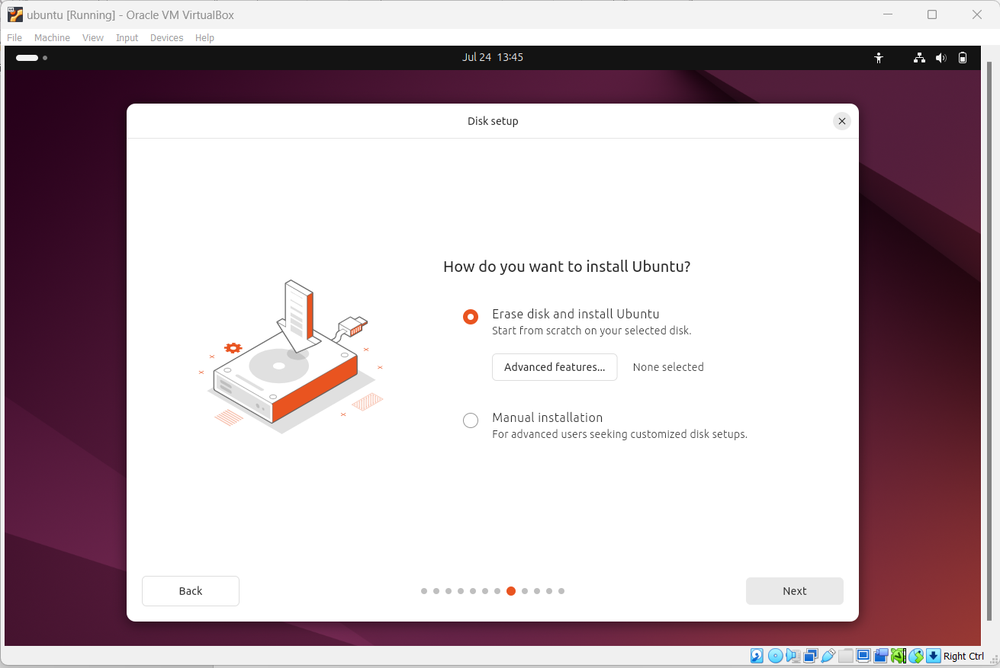 ubuntu [Running] - Oracle VM VirtualBox
File Machine View Input Devices Help
Jul 24 13:45
Disk setup
How do you want to install Ubuntu?
Erase disk and install Ubuntu
Start from scratch on your selected disk.
Advanced features... None selected
Manual installation
For advanced users seeking customized disk setups.
Back Next
Right Ctrl